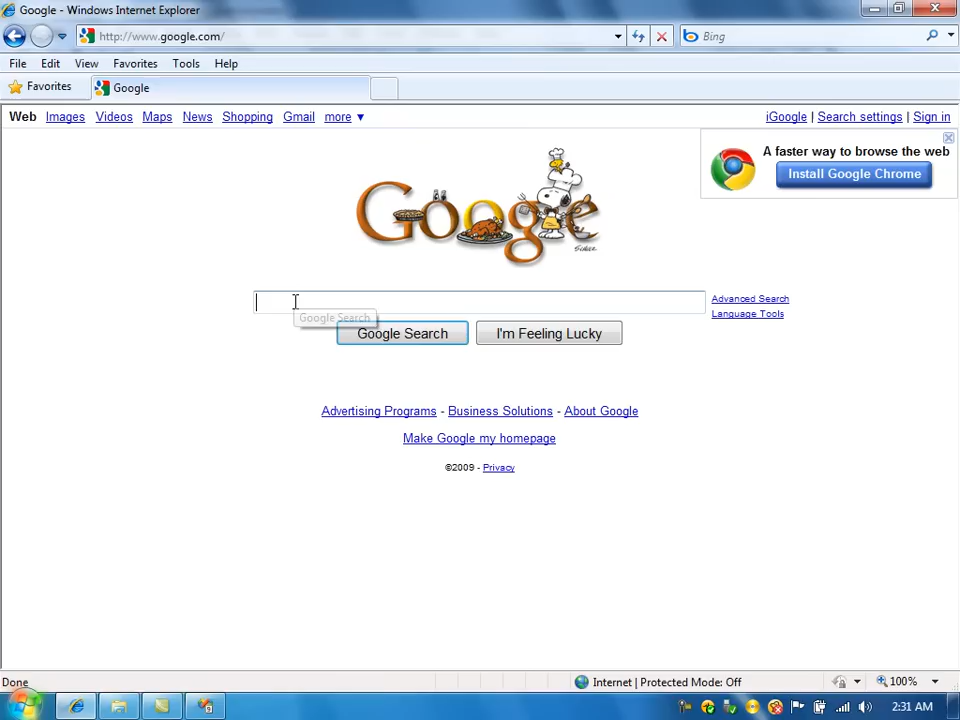 Google - Windows Internet Explorer
http://www.google.com/
Bing
File Edit View Favorites Tools Help
Favorites Google
Web Images Videos Maps News Shopping Gmail more ▼ iGoogle | Search settings | Sign in
A faster way to browse the web
Install Google Chrome
Google
Advanced Search
Language Tools
Google Search
Google Search I'm Feeling Lucky
Advertising Programs - Business Solutions - About Google
Make Google my homepage
©2009 - Privacy
Done Internet | Protected Mode: Off 100%
2:31 AM